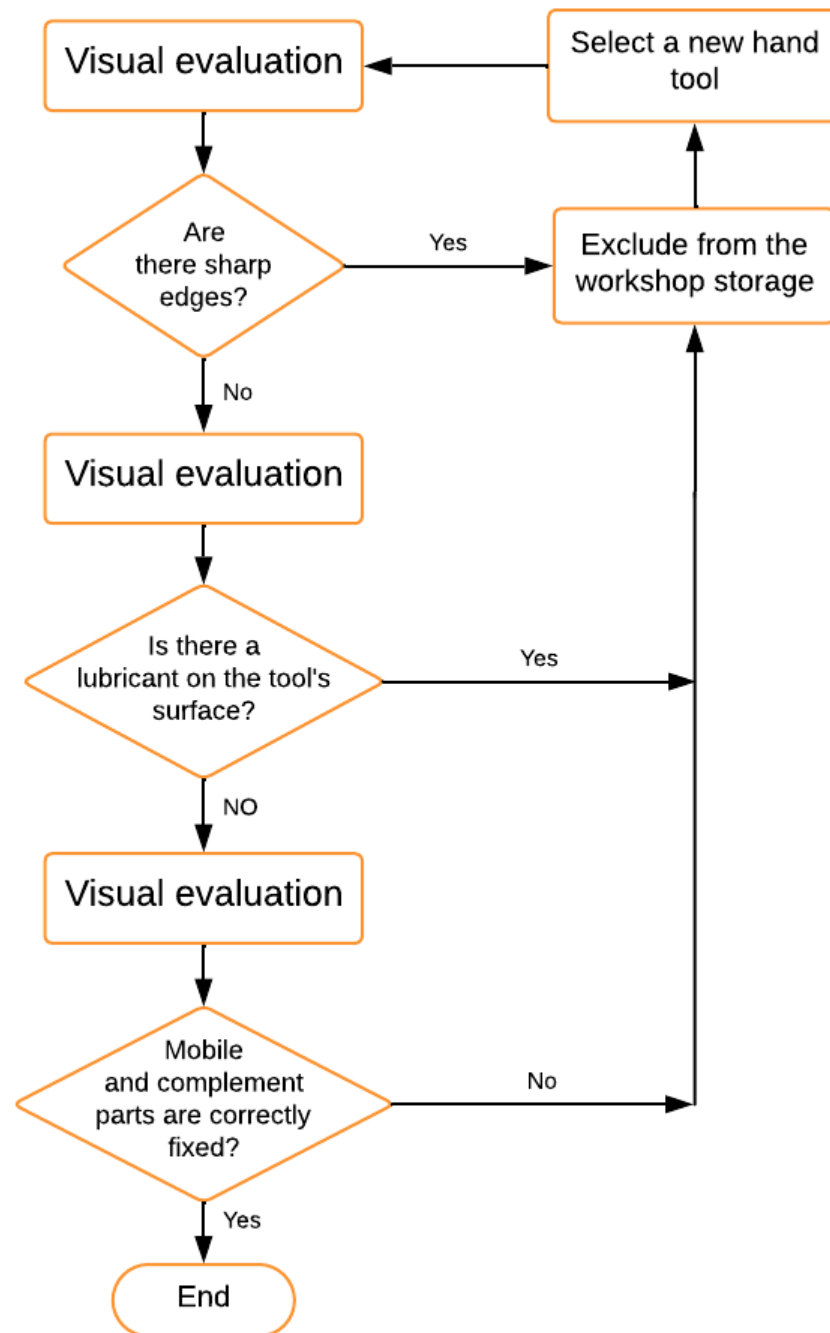 Visual evaluation
Select a new hand
tool
Are
there sharp
edges?
Yes
Exclude from the
workshop storage
No
Visual evaluation
Is there a
lubricant on the tool's
surface?
Yes
NO
Visual evaluation
Mobile
and complement
parts are correctly
fixed?
No
Yes
End